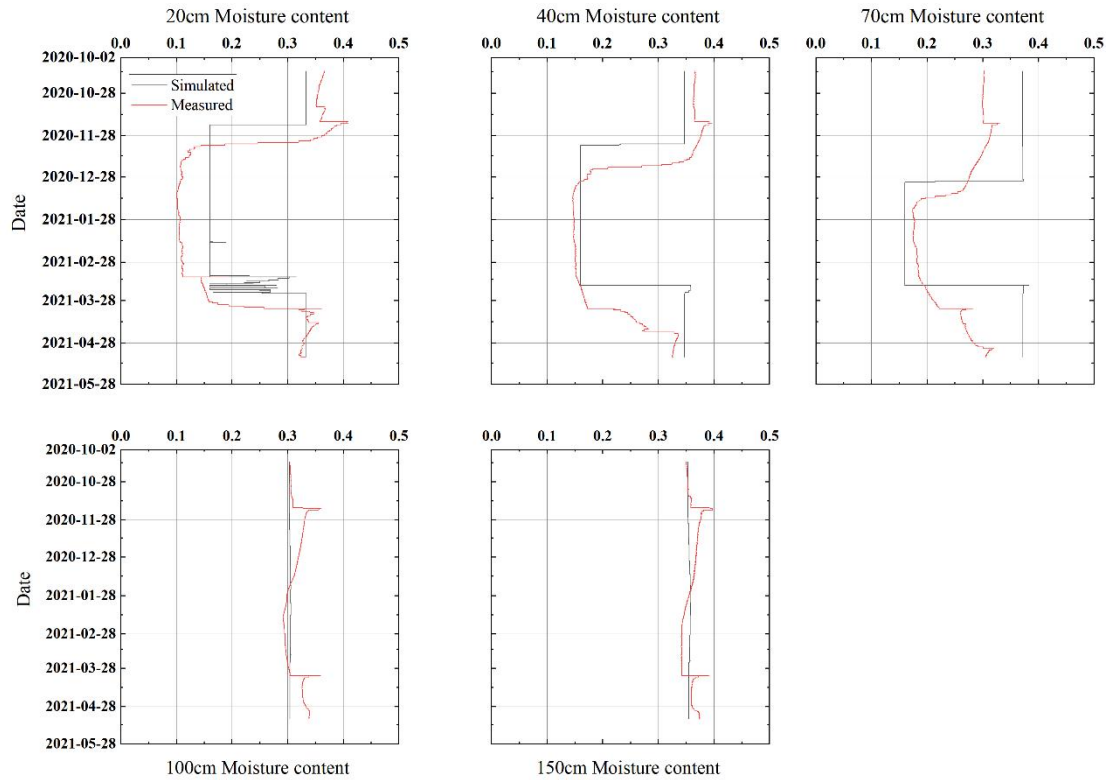 20cm Moisture content
40cm Moisture content
70cm Moisture content
0.0 0.1 0.2 0.3 0.4 0.5
0.0 0.1 0.2 0.3 0.4 0.5
0.0 0.1 0.2 0.3 0.4 0.5
Date
2020-10-02
2020-10-28
2020-11-28
2020-12-28
2021-01-28
2021-02-28
2021-03-28
2021-04-28
2021-05-28
Simulated
Measured
0.0 0.1 0.2 0.3 0.4 0.5
0.0 0.1 0.2 0.3 0.4 0.5
Date
2020-10-02
2020-10-28
2020-11-28
2020-12-28
2021-01-28
2021-02-28
2021-03-28
2021-04-28
2021-05-28
100cm Moisture content
150cm Moisture content